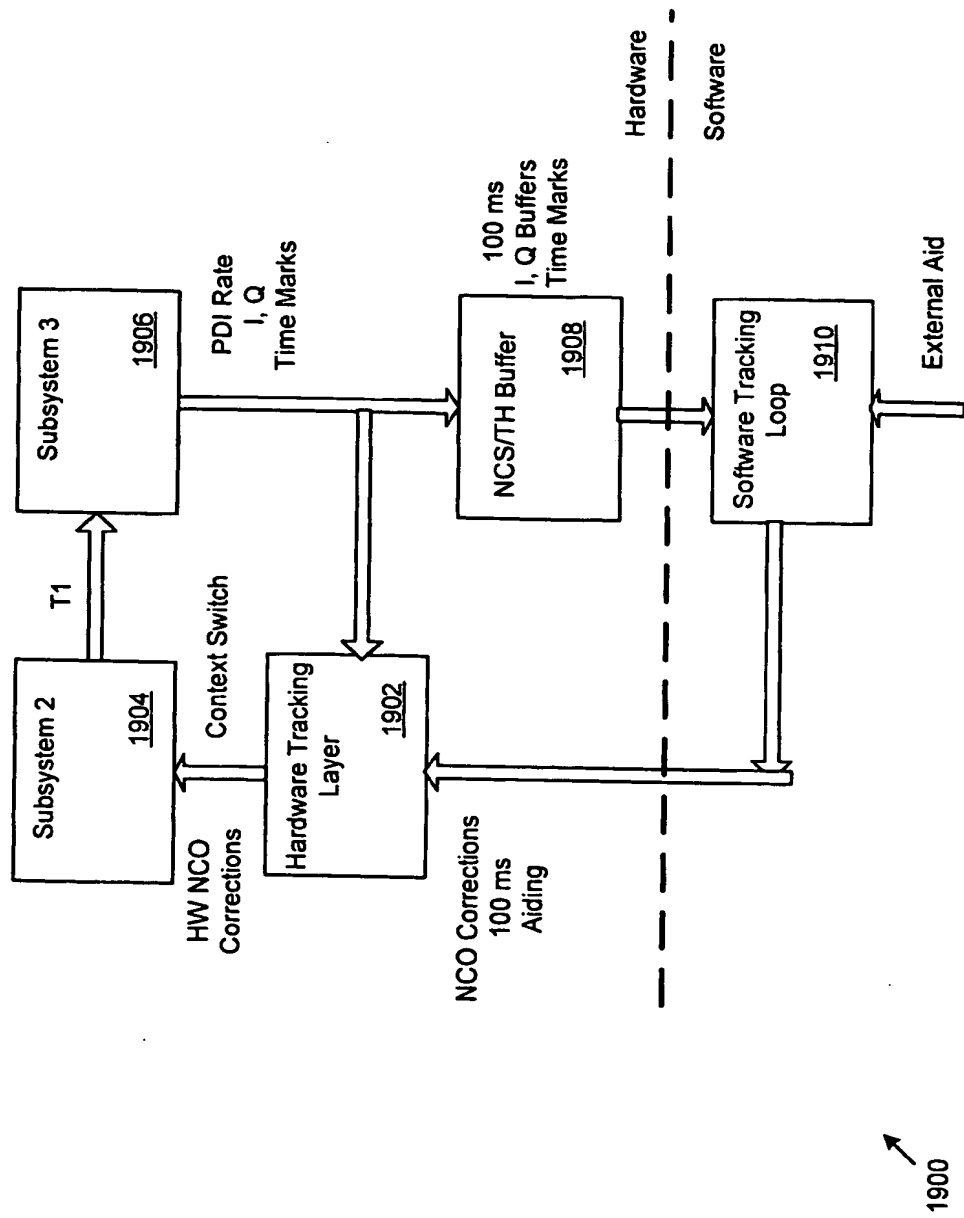 Subsystem 2
1904
T1
Subsystem 3
1906
HW NCO
Corrections
Context Switch
PDI Rate
I, Q
Time Marks
Hardware Tracking
Layer
1902
NCS/TH Buffer
1908
100 ms
I, Q Buffers
Time Marks
NCO Corrections
100 ms
Aiding
Hardware
Software
Software Tracking
Loop
1910
External Aid
1900